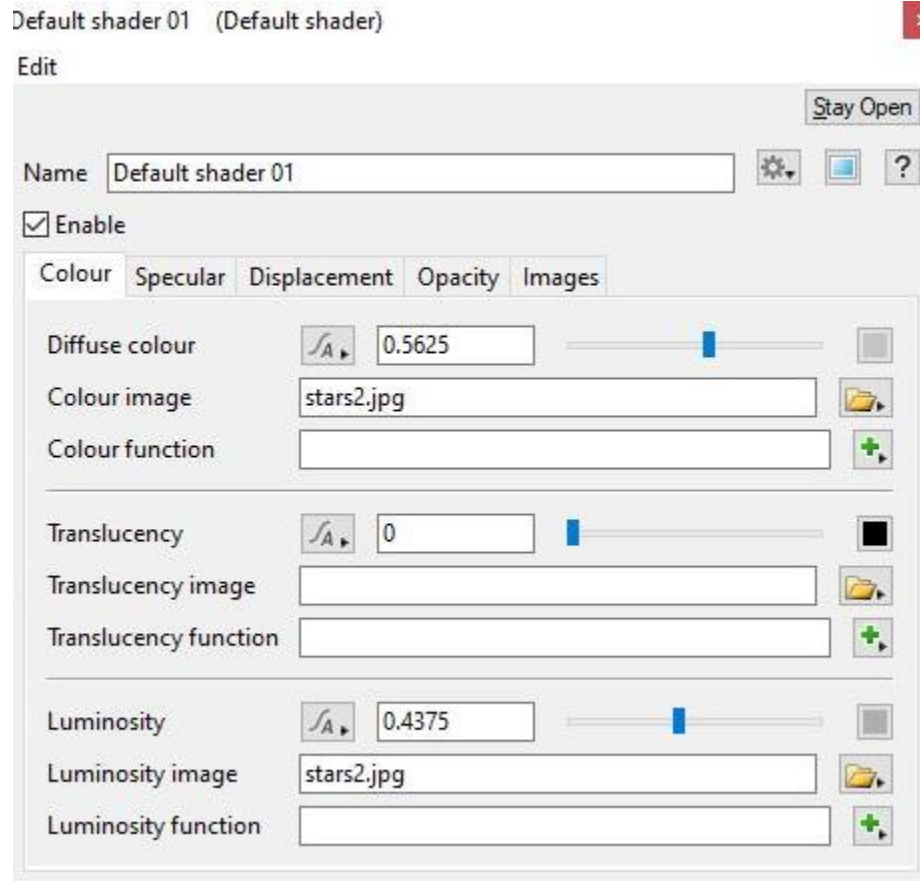 Default shader 01 (Default shader)
Edit
Stay Open
Name Default shader 01 ?
Enable
Colour Specular Displacement Opacity Images
Diffuse colour A 0.5625
Colour image stars2.jpg
Colour function
Translucency A 0
Translucency image
Translucency function
Luminosity A 0.4375
Luminosity image stars2.jpg
Luminosity function